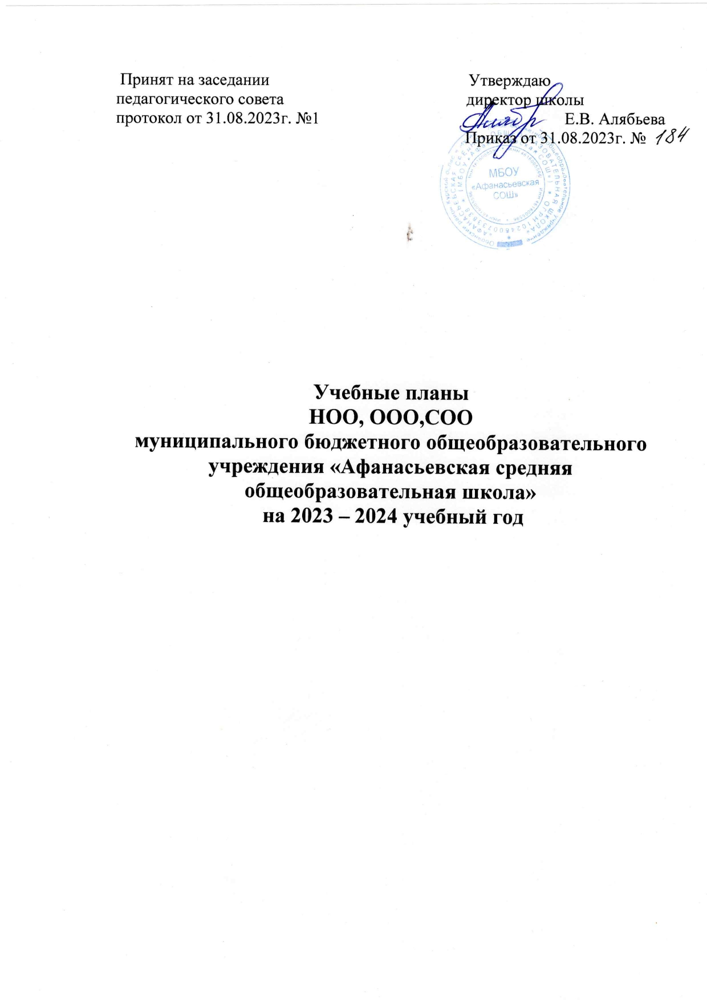 Принят на заседании
педагогического совета
протокол от 31.08.2023г. №1
Утверждаю
директор школы
Е.В. Алябьева
Приказ от 31.08.2023г. № 184
МБОУ
«Афанасьевская
СОШ»
Учебные планы
НОО, ООО,СОО
муниципального бюджетного общеобразовательного
учреждения «Афанасьевская средняя
общеобразовательная школа»
на 2023 – 2024 учебный год